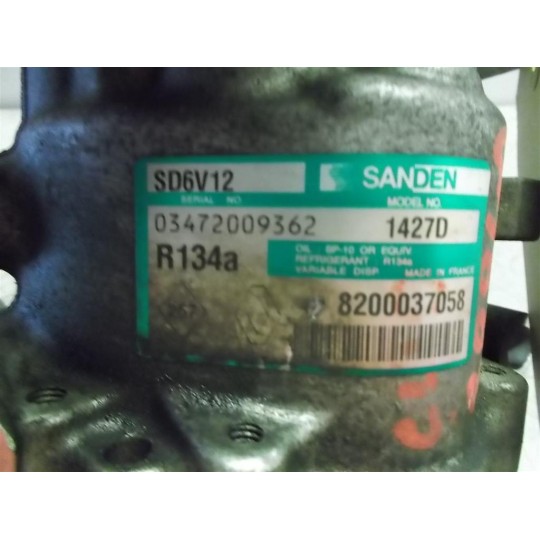 SD6V12 SANDEN
SERIAL NO. MODEL NO.
03472009362 1427D
R134a OIL : SP-10 OR EQUIV.
REFRIGERANT R134a
VARIABLE DISP. MADE IN FRANCE
8200037058